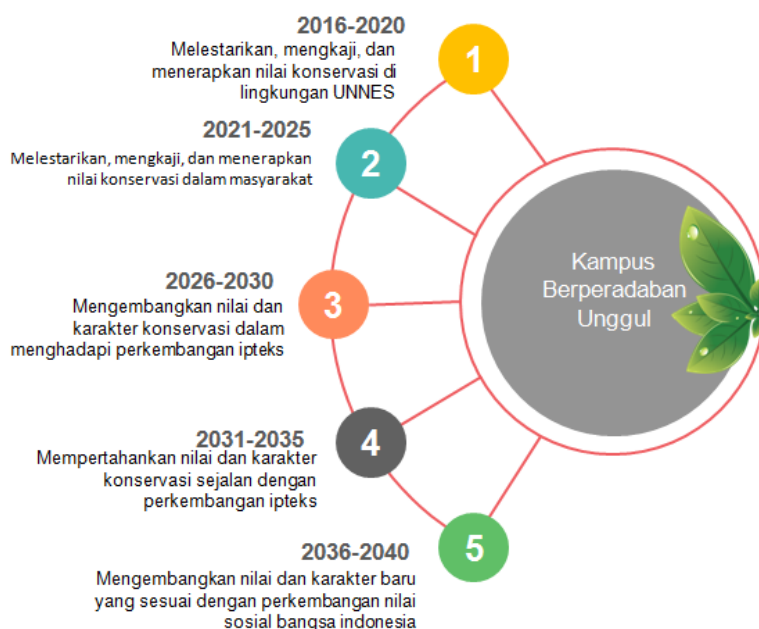 2016-2020
Melestarikan, mengkaji, dan
menerapkan nilai konservasi di
lingkungan UNNES
1
2021-2025
Melestarikan, mengkaji, dan menerapkan
nilai konservasi dalam masyarakat
2
2026-2030
Mengembangkan nilai dan
karakter konservasi dalam
menghadapi perkembangan ipteks
3
2031-2035
Mempertahankan nilai dan karakter
konservasi sejalan dengan
perkembangan ipteks
4
2036-2040
Mengembangkan nilai dan karakter baru
yang sesuai dengan perkembangan nilai
sosial bangsa indonesia
5
Kampus
Berperadaban
Unggul